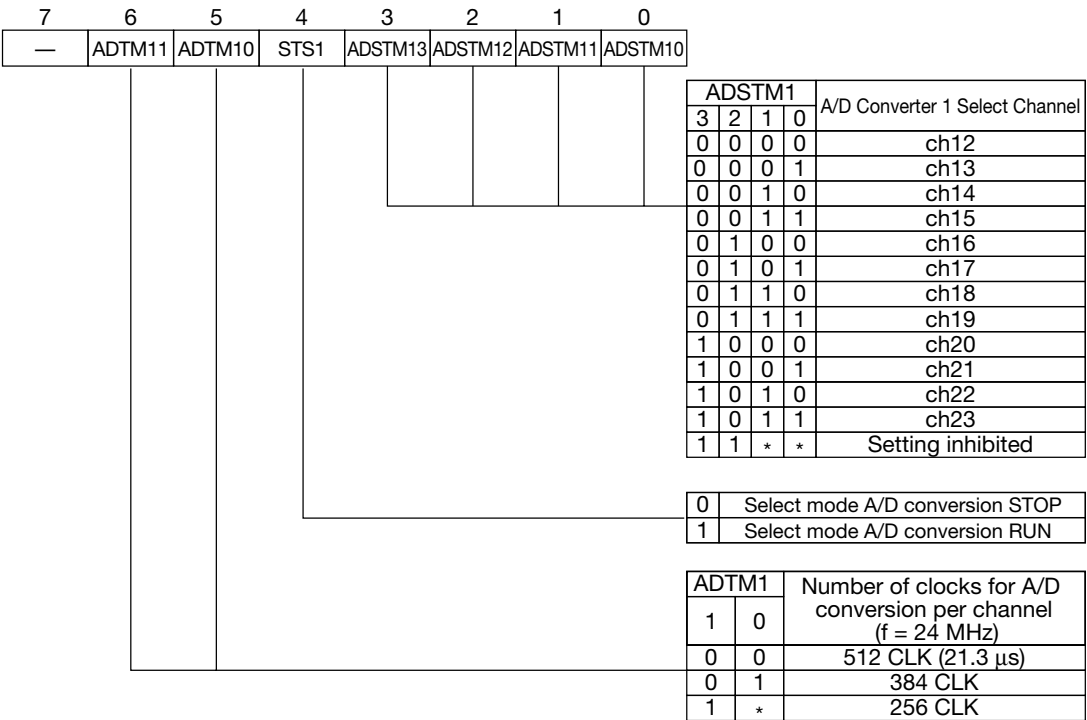 7 6 5 4 3 2 1 0
— ADTM11 ADTM10 STS1 ADSTM13 ADSTM12 ADSTM11 ADSTM10
ADSTM1 A/D Converter 1 Select Channel
3 2 1 0
0 0 0 0 ch12
0 0 0 1 ch13
0 0 1 0 ch14
0 0 1 1 ch15
0 1 0 0 ch16
0 1 0 1 ch17
0 1 1 0 ch18
0 1 1 1 ch19
1 0 0 0 ch20
1 0 0 1 ch21
1 0 1 0 ch22
1 0 1 1 ch23
1 1 * * Setting inhibited
0 Select mode A/D conversion STOP
1 Select mode A/D conversion RUN
ADTM1
1 0
Number of clocks for A/D
conversion per channel
(f = 24 MHz)
0 0 512 CLK (21.3 µs)
0 1 384 CLK
1 * 256 CLK